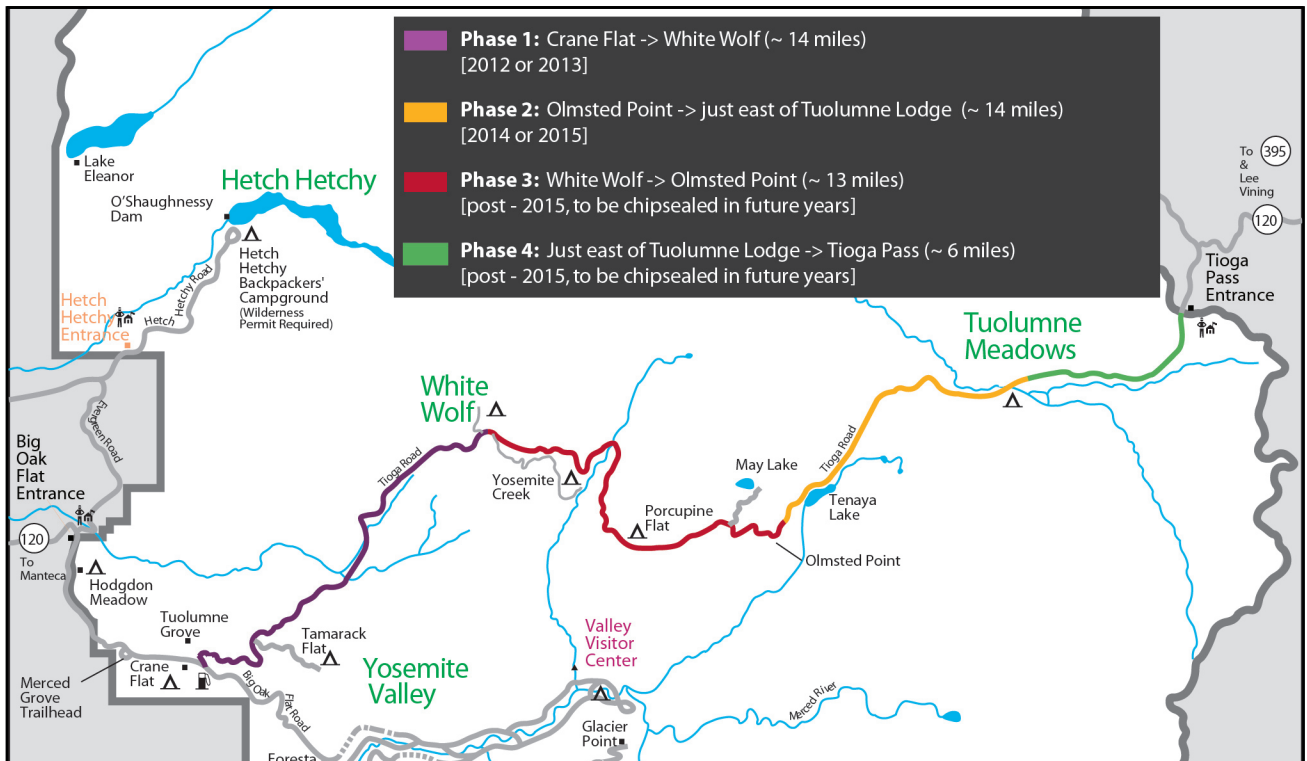 Phase 1: Crane Flat -> White Wolf (~ 14 miles)
[2012 or 2013]
Phase 2: Olmsted Point -> just east of Tuolumne Lodge (~ 14 miles)
[2014 or 2015]
Phase 3: White Wolf -> Olmsted Point (~ 13 miles)
[post - 2015, to be chipsealed in future years]
Phase 4: Just east of Tuolumne Lodge -> Tioga Pass (~ 6 miles)
[post - 2015, to be chipsealed in future years]
Lake
Eleanor
O'Shaughnessy
Dam
Hetch Hetchy
Hetch
Hetchy
Backpackers'
Campground
(Wilderness
Permit Required)
Hetch Hetchy Road
Hetch
Hetchy
Entrance
To
&
Lee
Vining
395
120
Tioga
Pass
Entrance
Tuolumne
Meadows
White
Wolf
Evergreen Road
Big
Oak
Flat
Entrance
120
To
Manteca
Hodgdon
Meadow
Tioga Road
Yosemite
Creek
Porcupine
Flat
May Lake
Tioga Road
Tenaya
Lake
Olmsted Point
Tuolumne
Grove
Crane
Flat
Tamarack
Flat
Merced
Grove
Trailhead
Big Oak Flat Road
Yosemite
Valley
Valley
Visitor
Center
Merced River
Glacier
Point
Foresta